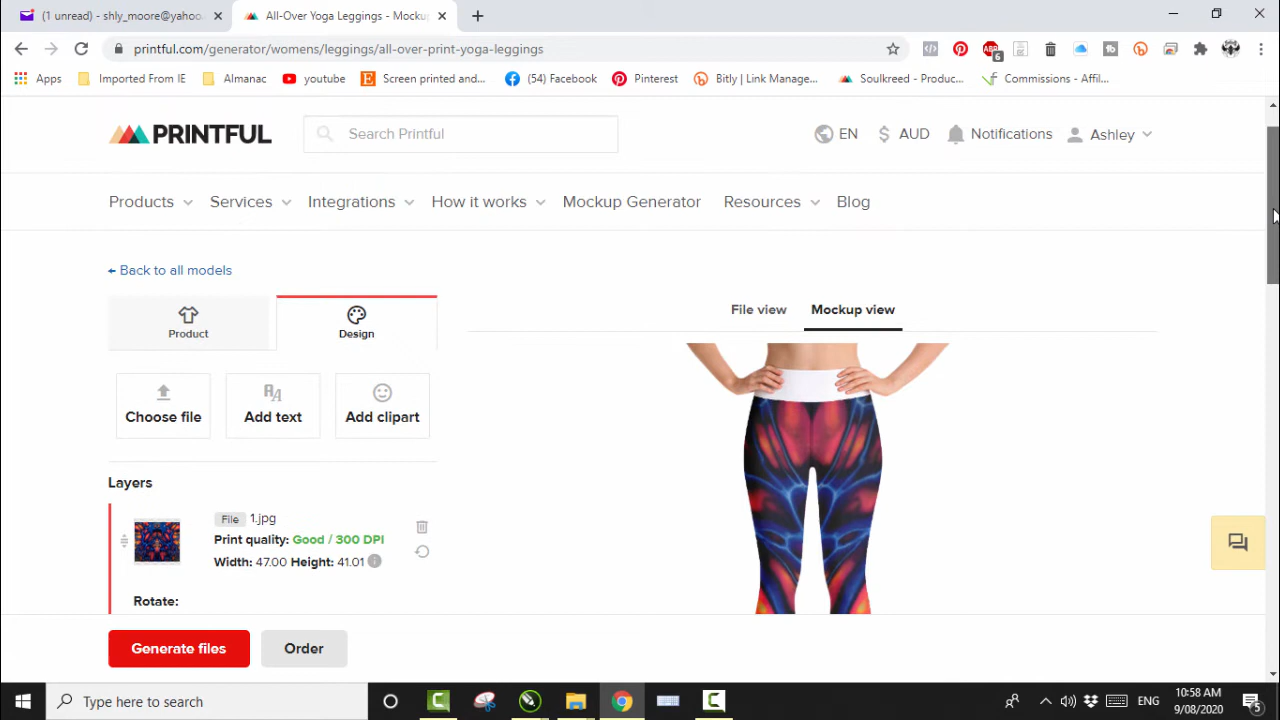 (1 unread) - shly_moore@yahoo.
All-Over Yoga Leggings - Mocku
printful.com/generator/womens/leggings/all-over-print-yoga-leggings
6
Apps Imported From IE Almanac youtube Screen printed and... (54) Facebook Pinterest Bitly | Link Manage... Soulkreed - Produc... Commissions - Affil...
PRINTFUL Search Printful EN $ AUD Notifications Ashley
Products Services Integrations How it works Mockup Generator Resources Blog
Back to all models
Product Design
File view Mockup view
Choose file Add text Add clipart
Layers
File 1.jpg
Print quality: Good / 300 DPI
Width: 47.00 Height: 41.01
Rotate:
Generate files Order
Type here to search
ENG
10:58 AM
9/08/2020
5